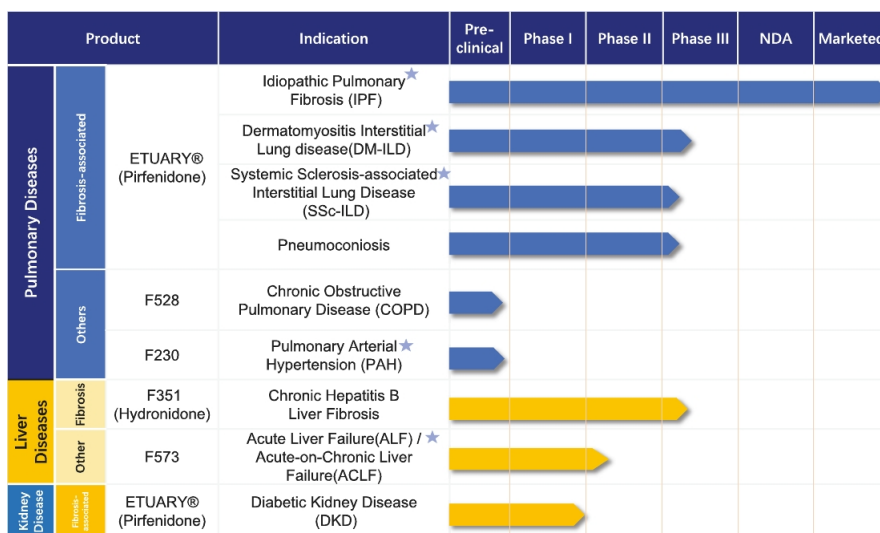 Product
Indication
Pre-
clinical
Phase I
Phase II
Phase III
NDA
Marketed
Pulmonary Diseases
Fibrosis-associated
ETUARY®
(Pirfenidone)
Idiopathic Pulmonary
Fibrosis (IPF)
Dermatomyositis Interstitial
Lung disease(DM-ILD)
Systemic Sclerosis-associated
Interstitial Lung Disease
(SSc-ILD)
Pneumoconiosis
Others
F528
Chronic Obstructive
Pulmonary Disease (COPD)
F230
Pulmonary Arterial
Hypertension (PAH)
Liver
Diseases
Fibrosis
F351
(Hydronidone)
Chronic Hepatitis B
Liver Fibrosis
Other
F573
Acute Liver Failure(ALF) /
Acute-on-Chronic Liver
Failure(ACLF)
Kidney
Disease
Fibrosis-
associated
ETUARY®
(Pirfenidone)
Diabetic Kidney Disease
(DKD)